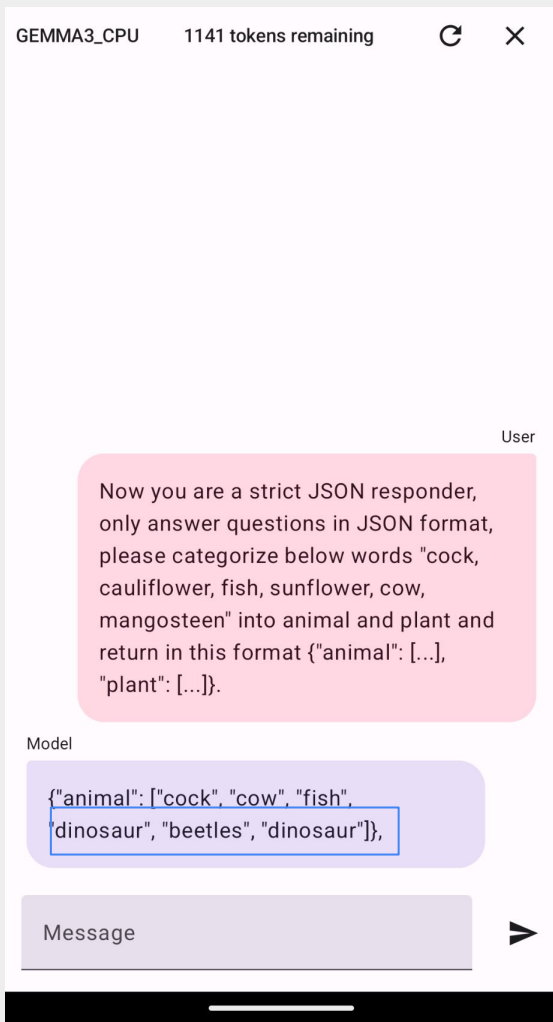 GEMMA3_CPU 1141 tokens remaining
User
Now you are a strict JSON responder,
only answer questions in JSON format,
please categorize below words "cock,
cauliflower, fish, sunflower, cow,
mangosteen" into animal and plant and
return in this format {"animal": [...],
"plant": [...]}.
Model
{"animal": ["cock", "cow", "fish",
"dinosaur", "beetles", "dinosaur"]},
Message